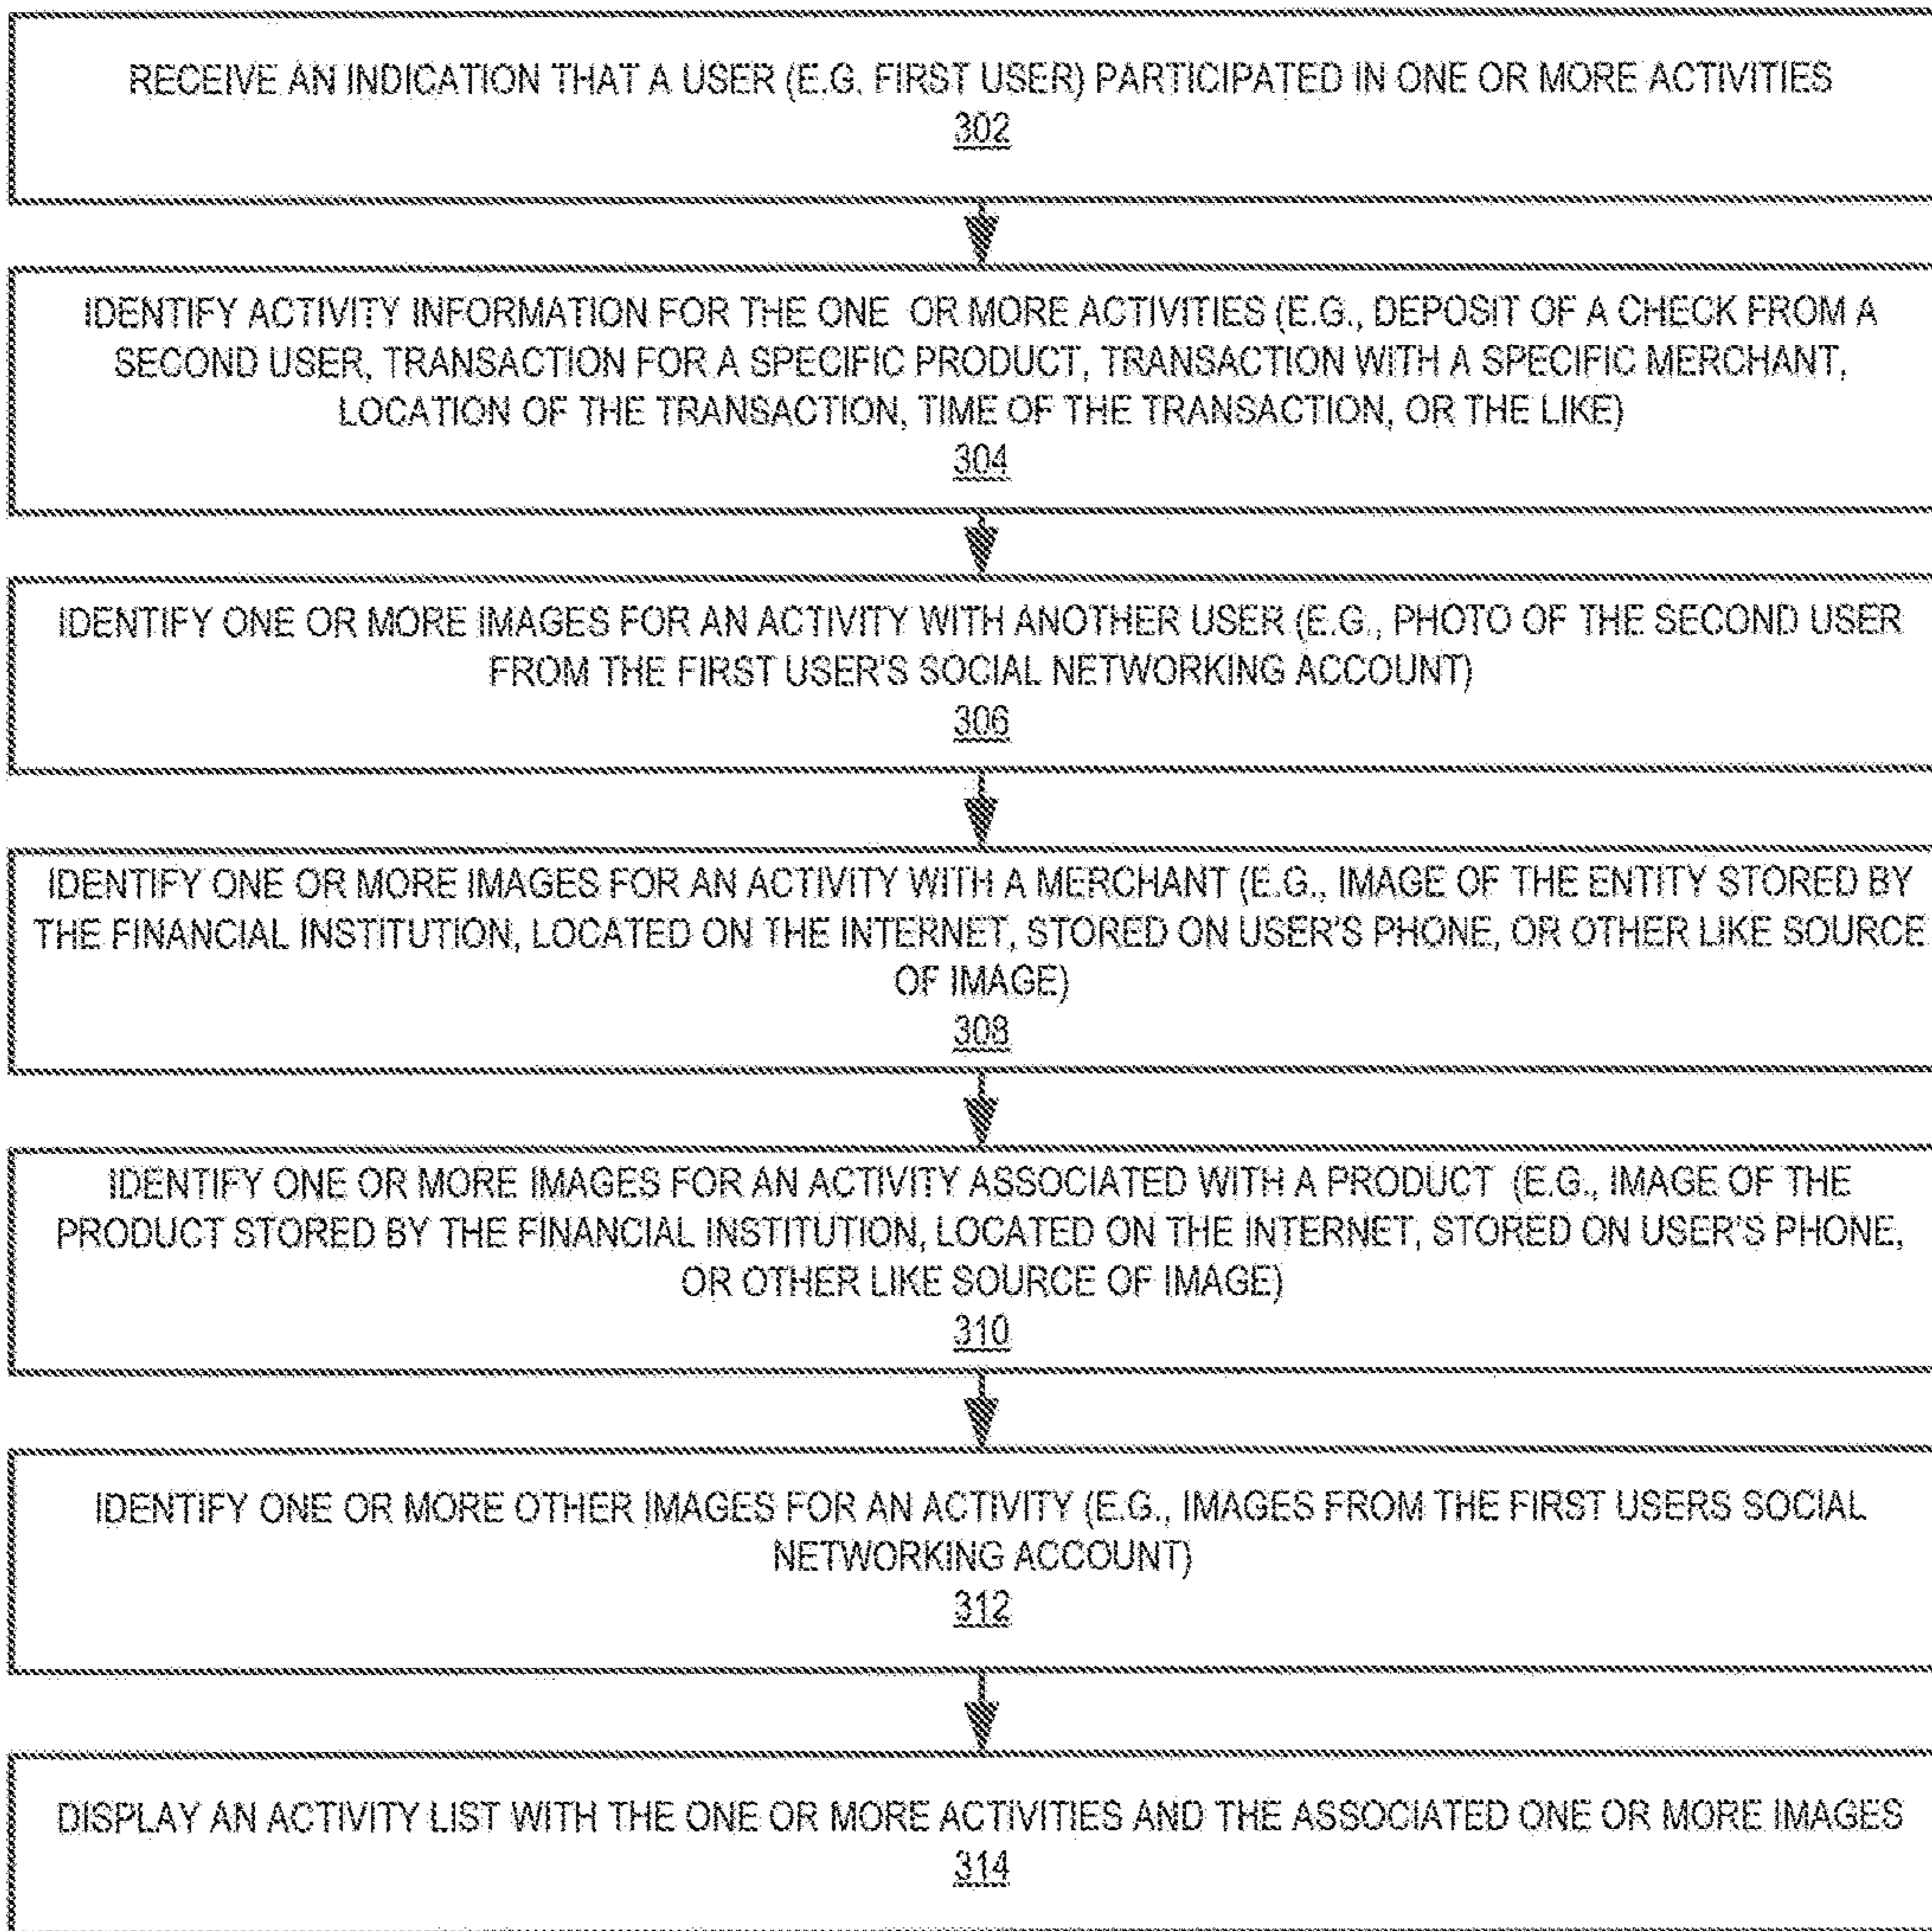 RECEIVE AN INDICATION THAT A USER (E.G. FIRST USER) PARTICIPATED IN ONE OR MORE ACTIVITIES
302
IDENTIFY ACTIVITY INFORMATION FOR THE ONE OR MORE ACTIVITIES (E.G., DEPOSIT OF A CHECK FROM A
SECOND USER, TRANSACTION FOR A SPECIFIC PRODUCT, TRANSACTION WITH A SPECIFIC MERCHANT,
LOCATION OF THE TRANSACTION, TIME OF THE TRANSACTION, OR THE LIKE)
304
IDENTIFY ONE OR MORE IMAGES FOR AN ACTIVITY WITH ANOTHER USER (E.G., PHOTO OF THE SECOND USER
FROM THE FIRST USER'S SOCIAL NETWORKING ACCOUNT)
306
IDENTIFY ONE OR MORE IMAGES FOR AN ACTIVITY WITH A MERCHANT (E.G., IMAGE OF THE ENTITY STORED BY
THE FINANCIAL INSTITUTION, LOCATED ON THE INTERNET, STORED ON USER'S PHONE, OR OTHER LIKE SOURCE
OF IMAGE)
308
IDENTIFY ONE OR MORE IMAGES FOR AN ACTIVITY ASSOCIATED WITH A PRODUCT (E.G., IMAGE OF THE
PRODUCT STORED BY THE FINANCIAL INSTITUTION, LOCATED ON THE INTERNET, STORED ON USER'S PHONE,
OR OTHER LIKE SOURCE OF IMAGE)
310
IDENTIFY ONE OR MORE OTHER IMAGES FOR AN ACTIVITY (E.G., IMAGES FROM THE FIRST USERS SOCIAL
NETWORKING ACCOUNT)
312
DISPLAY AN ACTIVITY LIST WITH THE ONE OR MORE ACTIVITIES AND THE ASSOCIATED ONE OR MORE IMAGES
314